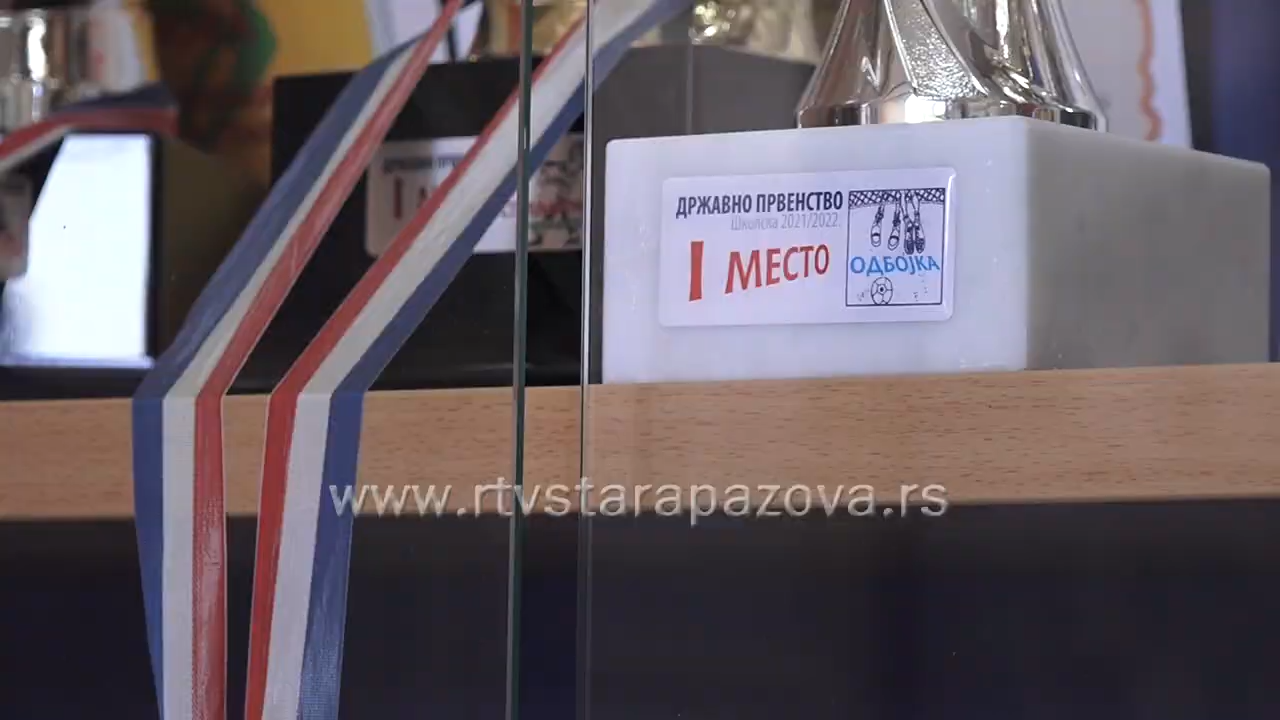 ДРЖАВНО ПРВЕНСТВО
Школска 2021/2022.
I МЕСТО
ОДБОЈКА
I
www.rtvstarapazova.rs